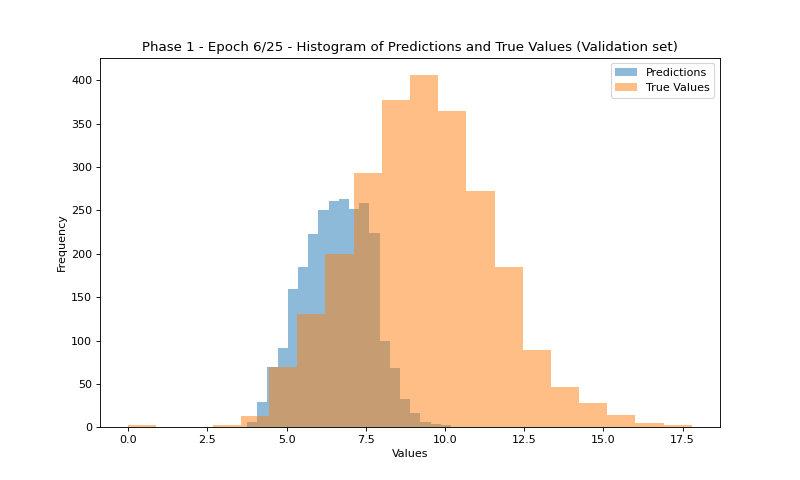 Phase 1 - Epoch 6/25 - Histogram of Predictions and True Values (Validation set)
Predictions
True Values
400
350
300
250
200
150
100
50
0
Frequency
0.0 2.5 5.0 7.5 10.0 12.5 15.0 17.5
Values